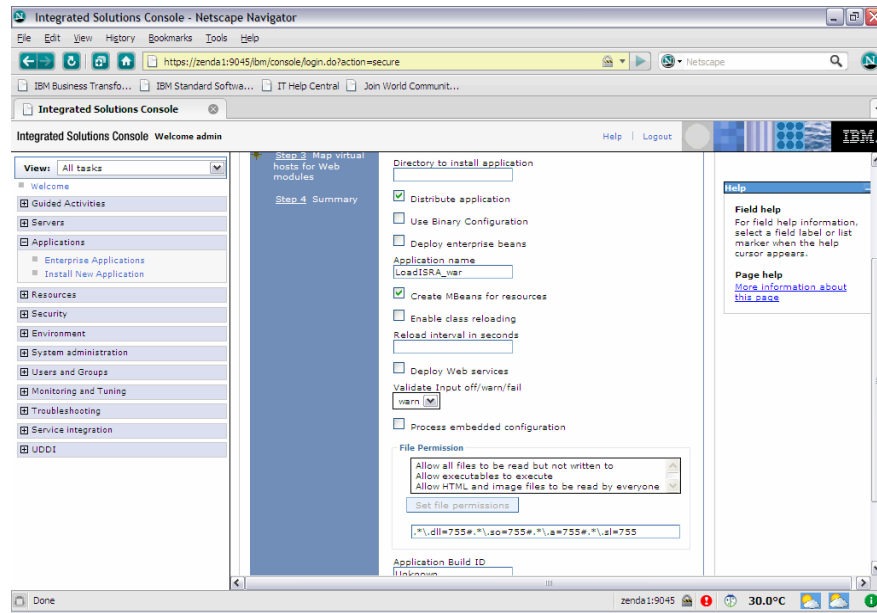 Integrated Solutions Console - Netscape Navigator
File Edit View History Bookmarks Tools Help
https://zenda1:9045/ibm/console/login.do?action=secure
Netscape
IBM Business Transfo... IBM Standard Softwa... IT Help Central Join World Communit...
Integrated Solutions Console
Integrated Solutions Console Welcome admin
Help | Logout
IBM.
View: All tasks
Welcome
Guided Activities
Servers
Applications
Enterprise Applications
Install New Application
Resources
Security
Environment
System administration
Users and Groups
Monitoring and Tuning
Troubleshooting
Service integration
UDDI
Step 3 Map virtual
hosts for Web
modules
Step 4 Summary
Directory to install application
Distribute application
Use Binary Configuration
Deploy enterprise beans
Application name
LoadISRA_war
Create MBeans for resources
Enable class reloading
Reload interval in seconds
Deploy Web services
Validate Input off/warn/fail
warn
Process embedded configuration
File Permission
Allow all files to be read but not written to
Allow executables to execute
Allow HTML and image files to be read by everyone
Set file permissions
.*\.dll=755#.*\.so=755#.*\.a=755#.*\.sl=755
Application Build ID
Unknown
Help
Field help
For field help information,
select a field label or list
marker when the help
cursor appears.
Page help
More information about
this page
Done
zenda1:9045
30.0°C